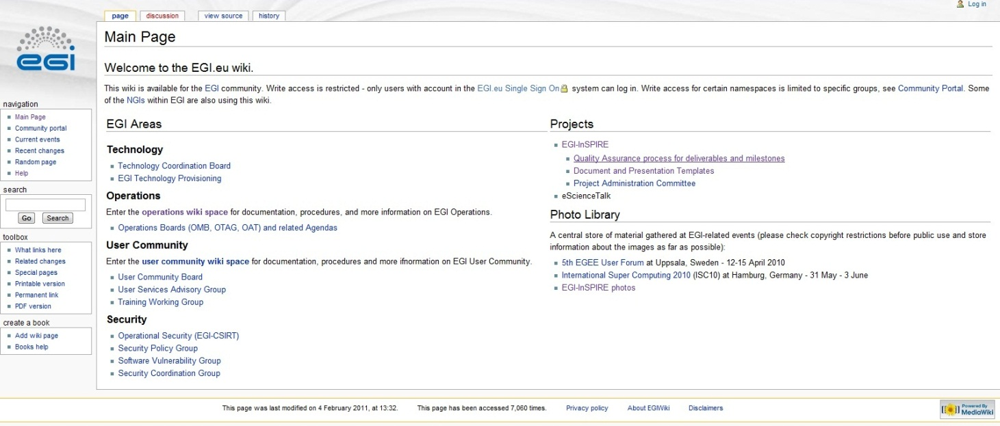 Log in
page
discussion
view source
history
egi
Main Page
Welcome to the EGI.eu wiki.
This wiki is available for the EGI community. Write access is restricted - only users with account in the EGI.eu Single Sign On system can log in. Write access for certain namespaces is limited to specific groups, see Community Portal. Some
of the NGIs within EGI are also using this wiki.
navigation
Main Page
Community portal
Current events
Recent changes
Random page
Help
search
Go
Search
toolbox
What links here
Related changes
Special pages
Printable version
Permanent link
PDF version
create a book
Add wiki page
Books help
EGI Areas
Technology
Technology Coordination Board
EGI Technology Provisioning
Operations
Enter the operations wiki space for documentation, procedures, and more information on EGI Operations.
Operations Boards (OMB, OTAG, OAT) and related Agendas
User Community
Enter the user community wiki space for documentation, procedures and more ifnormation on EGI User Community.
User Community Board
User Services Advisory Group
Training Working Group
Security
Operational Security (EGI-CSIRT)
Security Policy Group
Software Vulnerability Group
Security Coordination Group
Projects
EGI-InSPIRE
Quality Assurance process for deliverables and milestones
Document and Presentation Templates
Project Administration Committee
eScienceTalk
Photo Library
A central store of material gathered at EGI-related events (please check copyright restrictions before public use and store
information about the images as far as possible):
5th EGEE User Forum at Uppsala, Sweden - 12-15 April 2010
International Super Computing 2010 (ISC10) at Hamburg, Germany - 31 May - 3 June
EGI-InSPIRE photos
This page was last modified on 4 February 2011, at 13:32.
This page has been accessed 7,060 times.
Privacy policy
About EGIWiki
Disclaimers
Powered By
MediaWiki